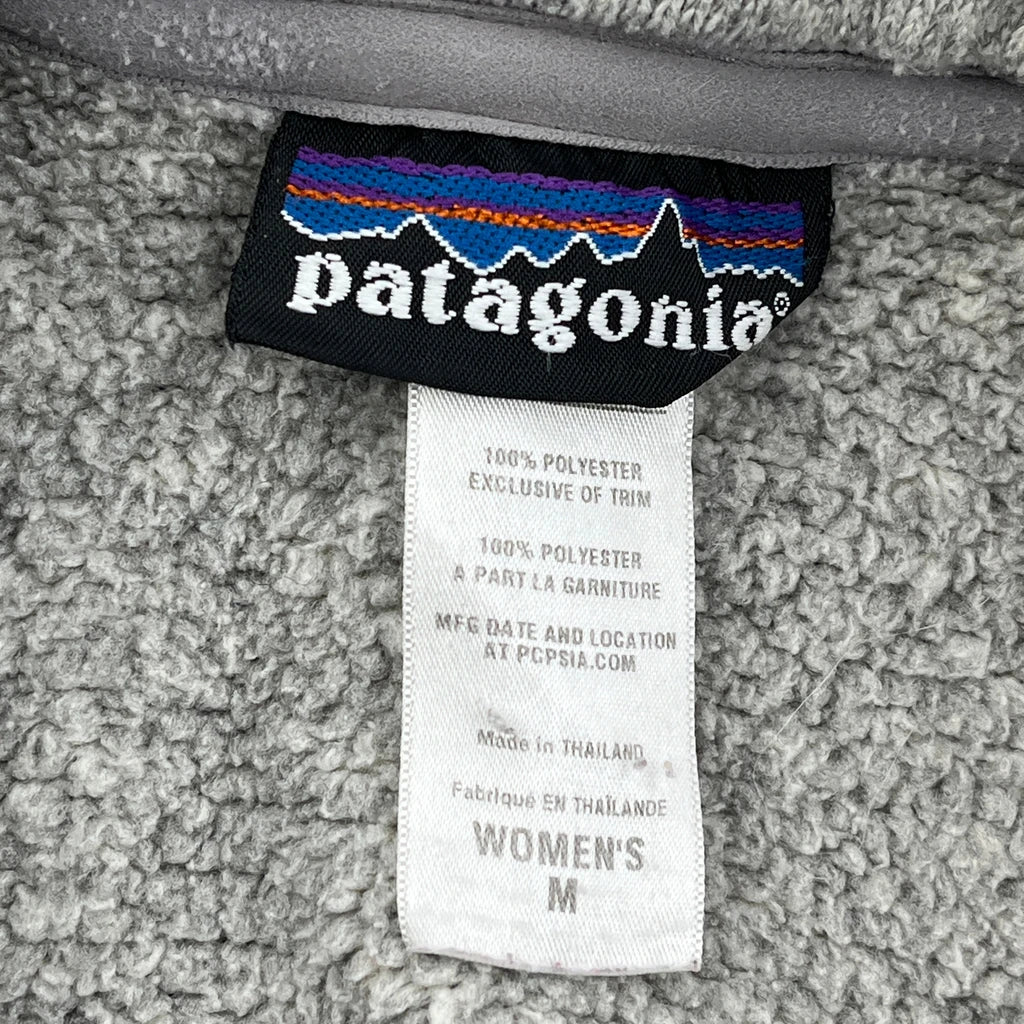 patagonia®
100% POLYESTER
EXCLUSIVE OF TRIM
100% POLYESTER
A PART LA GARNITURE
MFG DATE AND LOCATION
AT PCPSIA.COM
Made in THAILAND
Fabriqué EN THAÏLANDE
WOMEN'S
M